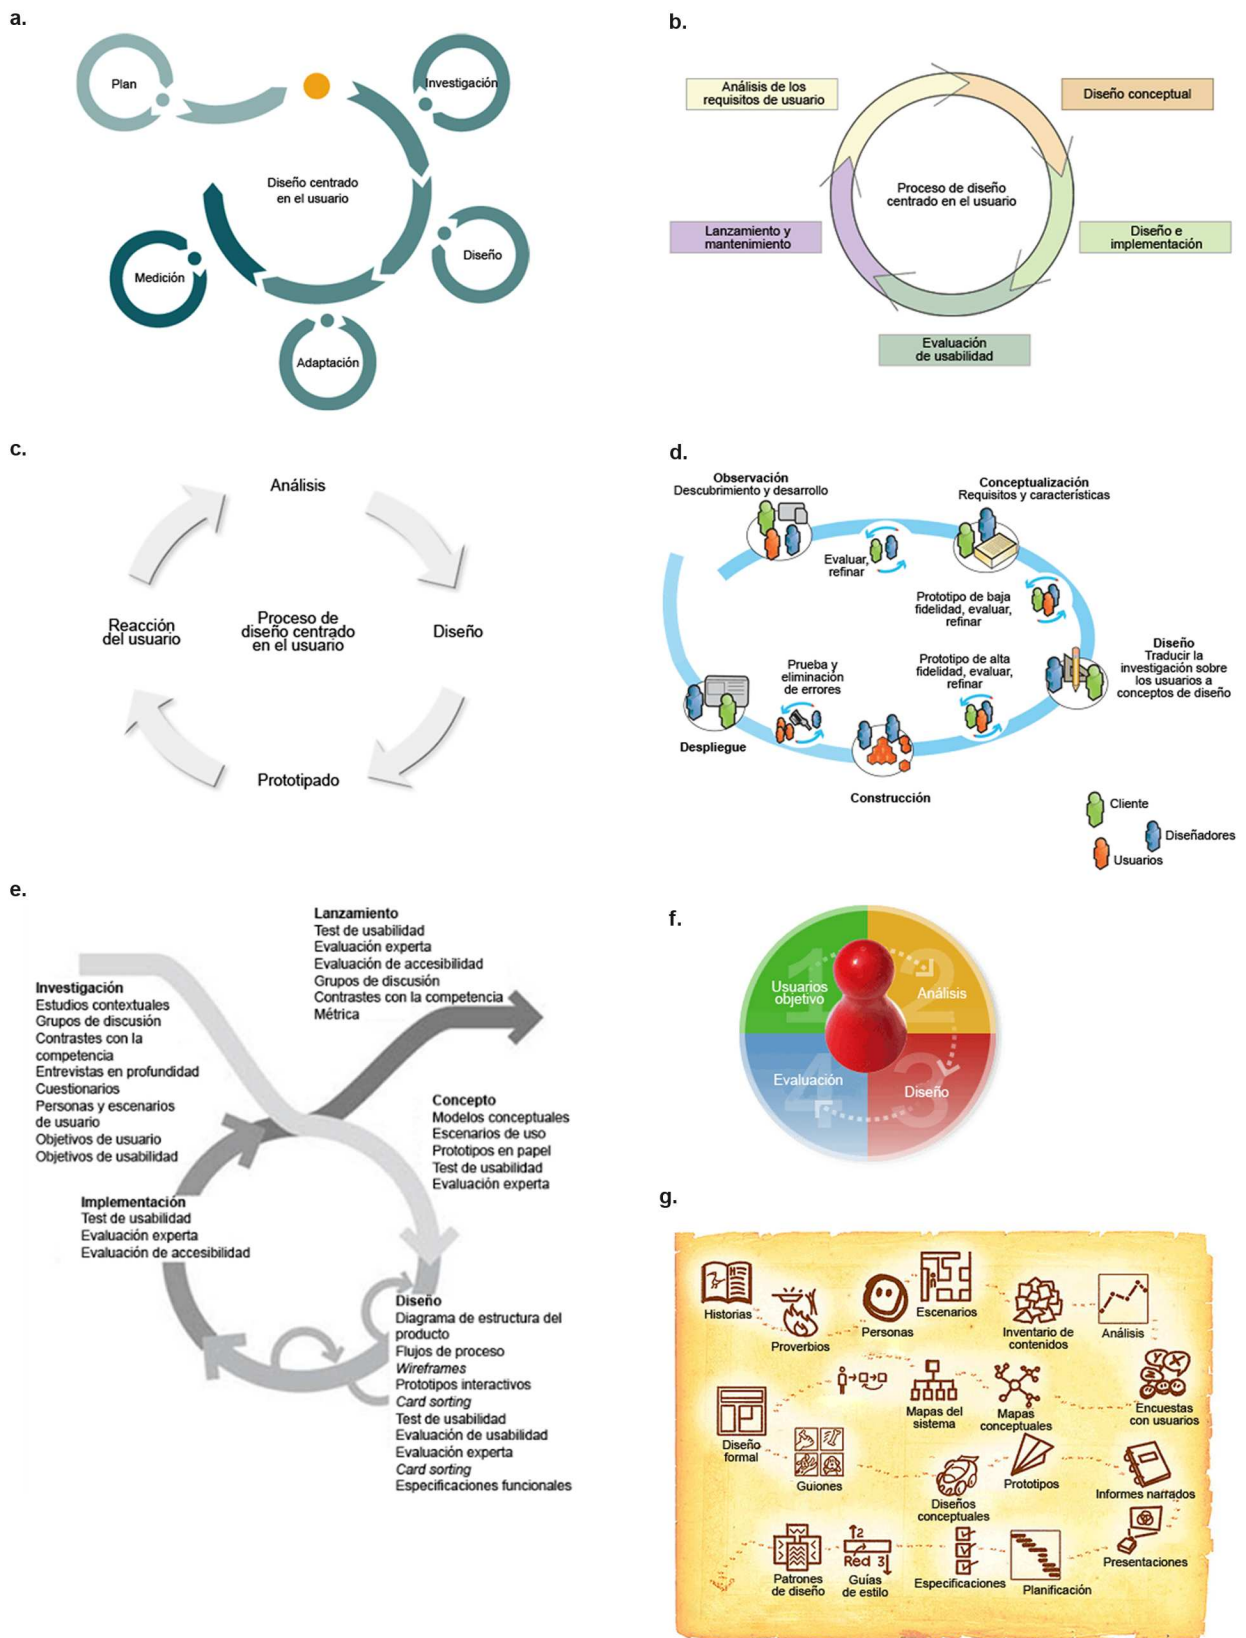 a.
Plan
Investigación
Diseño centrado
en el usuario
Diseño
Medición
Adaptación
b.
Análisis de los
requisitos de usuario
Diseño conceptual
Proceso de diseño
centrado en el usuario
Lanzamiento y
mantenimiento
Diseño e
implementación
Evaluación
de usabilidad
c.
Análisis
Reacción
del usuario
Proceso de
diseño centrado
en el usuario
Diseño
Prototipado
d.
Observación
Descubrimiento y desarrollo
Conceptualización
Requisitos y características
Evaluar,
refinar
Prototipo de baja
fidelidad, evaluar,
refinar
Diseño
Traducir la
investigación sobre
los usuarios a
conceptos de diseño
Prueba y
eliminación
de errores
Prototipo de alta
fidelidad, evaluar,
refinar
Despliegue
Construcción
Cliente
Diseñadores
Usuarios
e.
Lanzamiento
Test de usabilidad
Evaluación experta
Evaluación de accesibilidad
Grupos de discusión
Contrastes con la competencia
Métrica
Investigación
Estudios contextuales
Grupos de discusión
Contrastes con la
competencia
Entrevistas en profundidad
Cuestionarios
Personas y escenarios
de usuario
Objetivos de usuario
Objetivos de usabilidad
Concepto
Modelos conceptuales
Escenarios de uso
Prototipos en papel
Test de usabilidad
Evaluación experta
Implementación
Test de usabilidad
Evaluación experta
Evaluación de accesibilidad
Diseño
Diagrama de estructura del
producto
Flujos de proceso
Wireframes
Prototipos interactivos
Card sorting
Test de usabilidad
Evaluación de usabilidad
Evaluación experta
Card sorting
Especificaciones funcionales
f.
1
Usuarios
objetivo
2
Análisis
4
Evaluación
3
Diseño
g.
Historias
Proverbios
Personas
Escenarios
Inventario de
contenidos
Análisis
Diseño
formal
Mapas del
sistema
Mapas
conceptuales
Encuestas
con usuarios
Guiones
Diseños
conceptuales
Prototipos
Informes narrados
Patrones
de diseño
2
Red 3
Guías
de estilo
Especificaciones
Planificación
Presentaciones